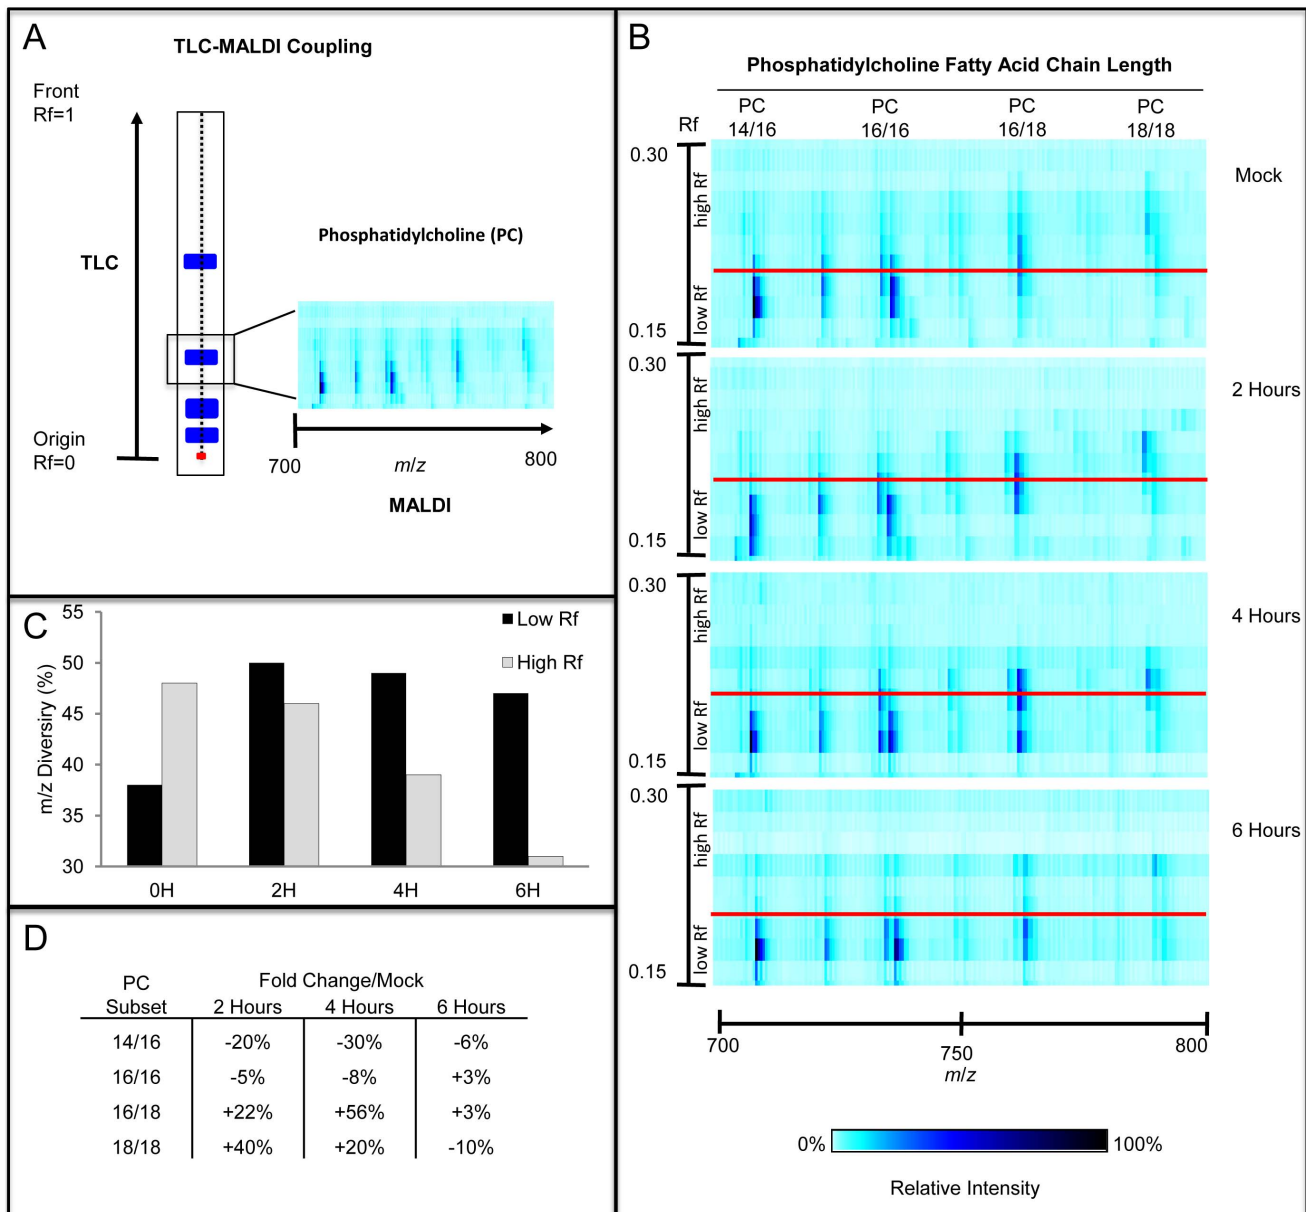 A
TLC-MALDI Coupling
Front
Rf=1
TLC
Phosphatidylcholine (PC)
Origin
Rf=0
700
m/z
800
MALDI
B
Phosphatidylcholine Fatty Acid Chain Length
Rf
PC
14/16
PC
16/16
PC
16/18
PC
18/18
0.30
high Rf
low Rf
0.15
Mock
0.30
high Rf
low Rf
0.15
2 Hours
0.30
high Rf
low Rf
0.15
4 Hours
0.30
high Rf
low Rf
0.15
6 Hours
700
750
800
m/z
0%
100%
Relative Intensity
C
m/z Diversiry (%)
55
50
45
40
35
30
Low Rf
High Rf
0H 2H 4H 6H
D
PC
Subset
Fold Change/Mock
2 Hours 4 Hours 6 Hours
14/16 -20% -30% -6%
16/16 -5% -8% +3%
16/18 +22% +56% +3%
18/18 +40% +20% -10%